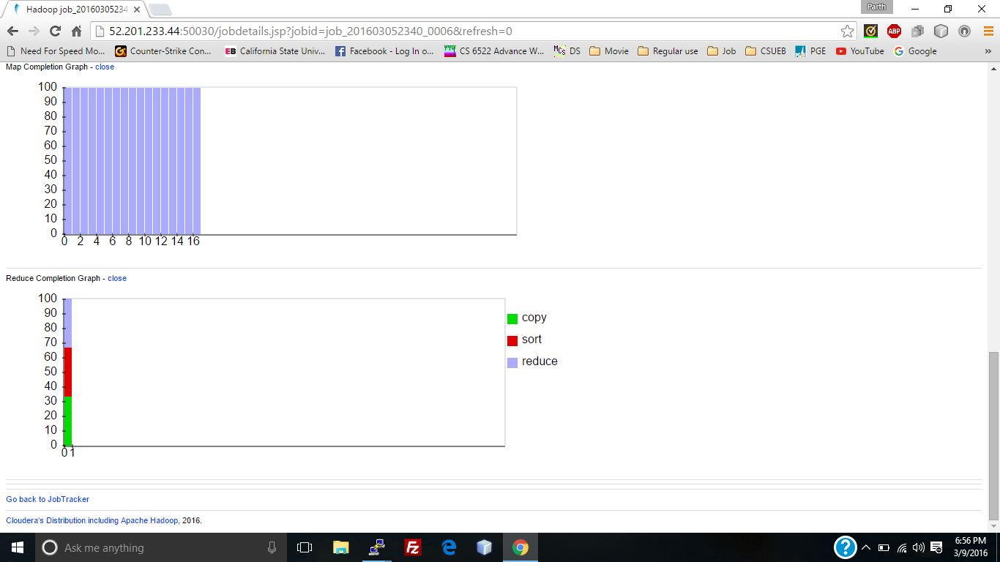 Hadoop job_20160305234
Parth
52.201.233.44:50030/jobdetails.jsp?jobid=job_201603052340_0006&refresh=0
ABP
Need For Speed Mo... Counter-Strike Con... EB California State Univ... Facebook - Log In o... CS 6522 Advance W... DS Movie Regular use Job CSUEB PGE YouTube Google »
Map Completion Graph - close
100
90
80
70
60
50
40
30
20
10
0
0 2 4 6 8 10 12 14 16
Reduce Completion Graph - close
100
90
80
70
60
50
40
30
20
10
0
0 1
copy
sort
reduce
Go back to JobTracker
Cloudera's Distribution including Apache Hadoop, 2016.
Ask me anything
6:56 PM
3/9/2016